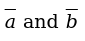 a̅ and b̅